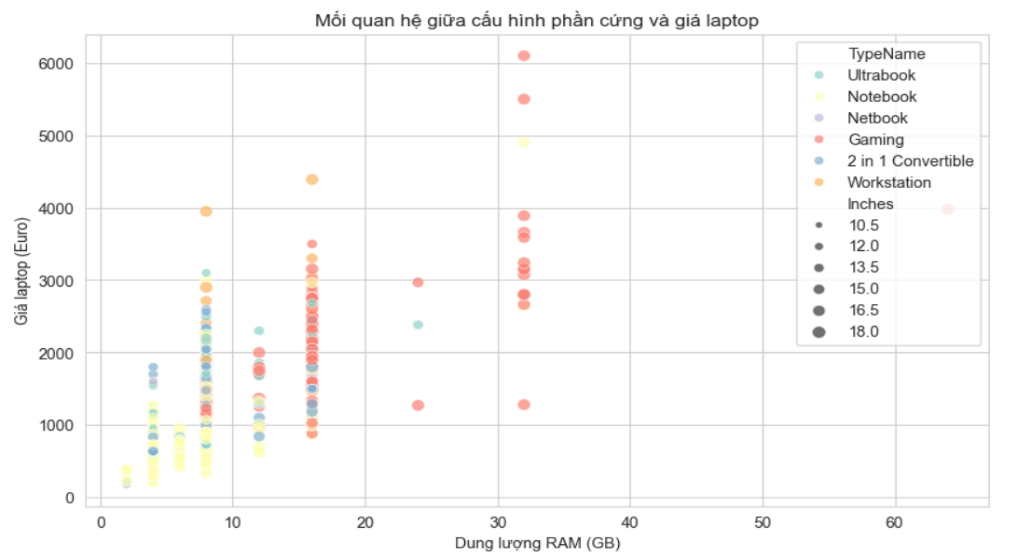 Mối quan hệ giữa cấu hình phần cứng và giá laptop
Giá laptop (Euro)
6000
5000
4000
3000
2000
1000
0
0
10
20
30
40
50
60
Dung lượng RAM (GB)
TypeName
Ultrabook
Notebook
Netbook
Gaming
2 in 1 Convertible
Workstation
Inches
10.5
12.0
13.5
15.0
16.5
18.0